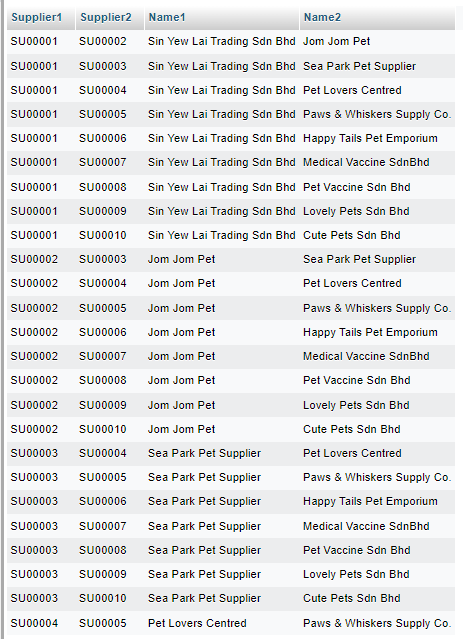 Supplier1 Supplier2 Name1 Name2
SU00001 SU00002 Sin Yew Lai Trading Sdn Bhd Jom Jom Pet
SU00001 SU00003 Sin Yew Lai Trading Sdn Bhd Sea Park Pet Supplier
SU00001 SU00004 Sin Yew Lai Trading Sdn Bhd Pet Lovers Centred
SU00001 SU00005 Sin Yew Lai Trading Sdn Bhd Paws & Whiskers Supply Co.
SU00001 SU00006 Sin Yew Lai Trading Sdn Bhd Happy Tails Pet Emporium
SU00001 SU00007 Sin Yew Lai Trading Sdn Bhd Medical Vaccine SdnBhd
SU00001 SU00008 Sin Yew Lai Trading Sdn Bhd Pet Vaccine Sdn Bhd
SU00001 SU00009 Sin Yew Lai Trading Sdn Bhd Lovely Pets Sdn Bhd
SU00001 SU00010 Sin Yew Lai Trading Sdn Bhd Cute Pets Sdn Bhd
SU00002 SU00003 Jom Jom Pet Sea Park Pet Supplier
SU00002 SU00004 Jom Jom Pet Pet Lovers Centred
SU00002 SU00005 Jom Jom Pet Paws & Whiskers Supply Co.
SU00002 SU00006 Jom Jom Pet Happy Tails Pet Emporium
SU00002 SU00007 Jom Jom Pet Medical Vaccine SdnBhd
SU00002 SU00008 Jom Jom Pet Pet Vaccine Sdn Bhd
SU00002 SU00009 Jom Jom Pet Lovely Pets Sdn Bhd
SU00002 SU00010 Jom Jom Pet Cute Pets Sdn Bhd
SU00003 SU00004 Sea Park Pet Supplier Pet Lovers Centred
SU00003 SU00005 Sea Park Pet Supplier Paws & Whiskers Supply Co.
SU00003 SU00006 Sea Park Pet Supplier Happy Tails Pet Emporium
SU00003 SU00007 Sea Park Pet Supplier Medical Vaccine SdnBhd
SU00003 SU00008 Sea Park Pet Supplier Pet Vaccine Sdn Bhd
SU00003 SU00009 Sea Park Pet Supplier Lovely Pets Sdn Bhd
SU00003 SU00010 Sea Park Pet Supplier Cute Pets Sdn Bhd
SU00004 SU00005 Pet Lovers Centred Paws & Whiskers Supply Co.